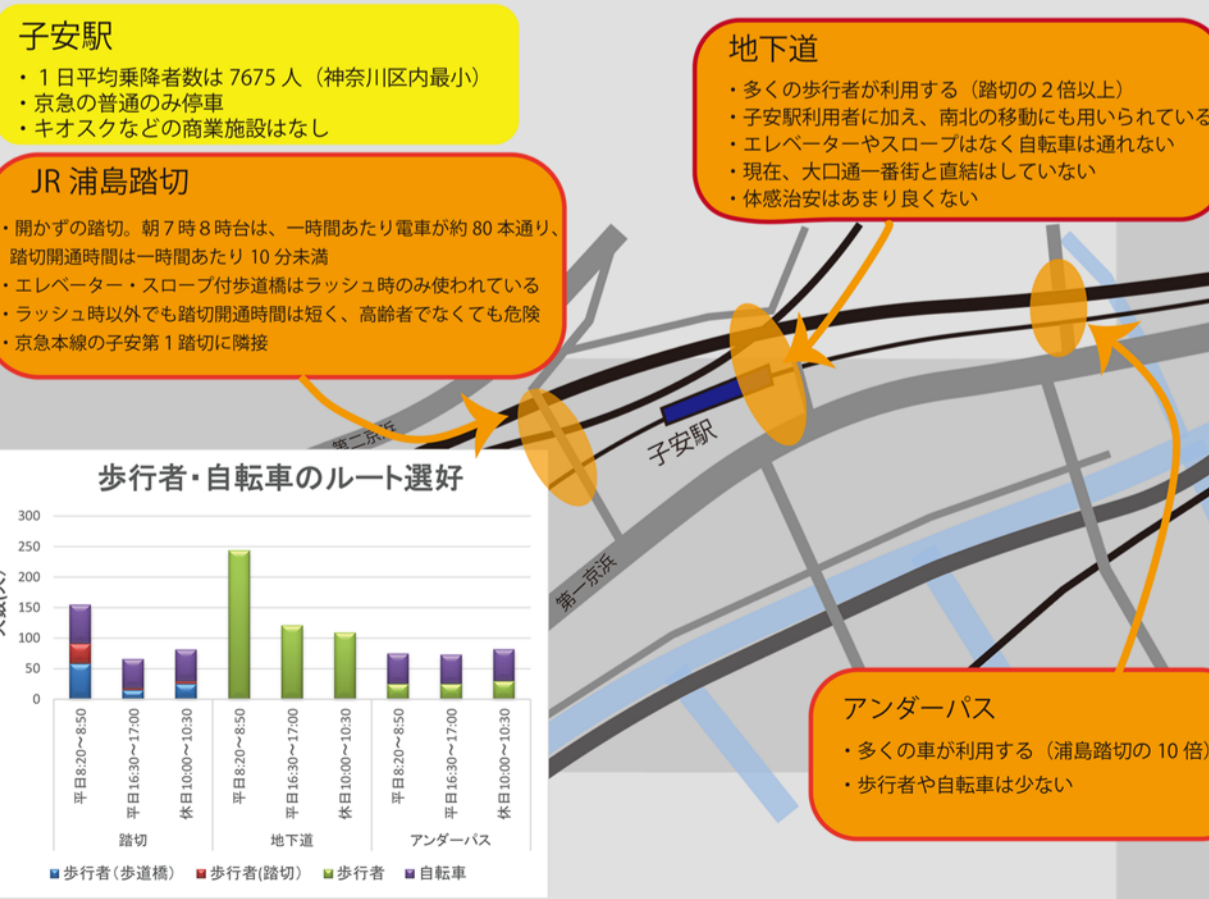 子安駅
・１日平均乗降者数は 7675 人（神奈川区内最小）
・京急の普通のみ停車
・キオスクなどの商業施設はなし
JR 浦島踏切
・開かずの踏切。朝７時８時台は、一時間あたり電車が約 80 本通り、
踏切開通時間は一時間あたり 10 分未満
・エレベーター・スロープ付歩道橋はラッシュ時のみ使われている
・ラッシュ時以外でも踏切開通時間は短く、高齢者でなくても危険
・京急本線の子安第１踏切に隣接
地下道
・多くの歩行者が利用する（踏切の２倍以上）
・子安駅利用者に加え、南北の移動にも用いられている
・エレベーターやスロープはなく自転車は通れない
・現在、大口通一番街と直結はしていない
・体感治安はあまり良くない
第二京浜
子安駅
第一京浜
歩行者・自転車のルート選好
300
250
200
150
100
50
0
平日8:20〜8:50
平日16:30〜17:00
休日10:00〜10:30
平日8:20〜8:50
平日16:30〜17:00
休日10:00〜10:30
平日8:20〜8:50
平日16:30〜17:00
休日10:00〜10:30
踏切
地下道
アンダーパス
歩行者（歩道橋）
歩行者(踏切）
歩行者
自転車
アンダーパス
・多くの車が利用する（浦島踏切の 10 倍）
・歩行者や自転車は少ない